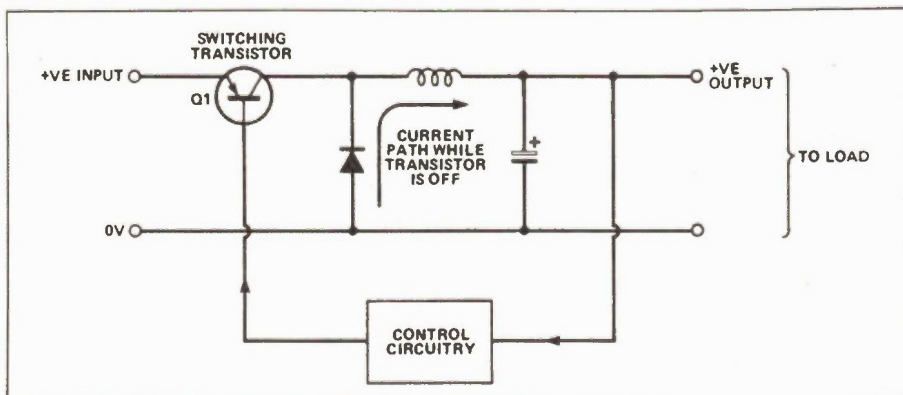 SWITCHING
TRANSISTOR
+VE INPUT
Q1
+VE
OUTPUT
CURRENT
PATH WHILE
TRANSISTOR
IS OFF
+
TO LOAD
0V
CONTROL
CIRCUITRY